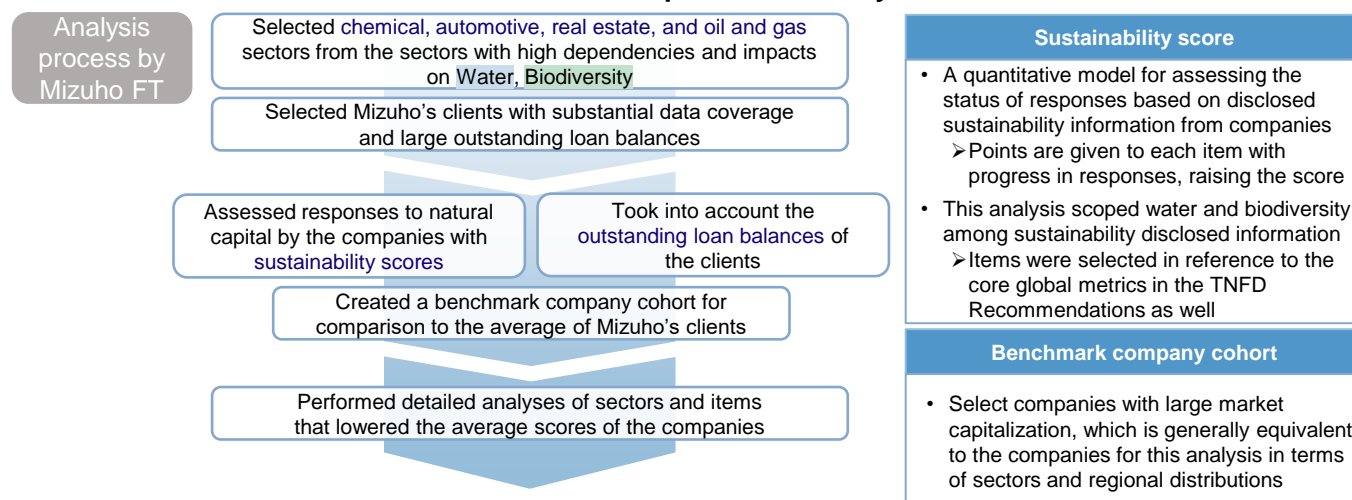 Analysis
process by
Mizuho FT
Selected chemical, automotive, real estate, and oil and gas
sectors from the sectors with high dependencies and impacts
on Water, Biodiversity
Selected Mizuho's clients with substantial data coverage
and large outstanding loan balances
Assessed responses to natural
capital by the companies with
sustainability scores
Took into account the
outstanding loan balances of
the clients
Created a benchmark company cohort for
comparison to the average of Mizuho's clients
Performed detailed analyses of sectors and items
that lowered the average scores of the companies
Sustainability score
• A quantitative model for assessing the
status of responses based on disclosed
sustainability information from companies
➢Points are given to each item with
progress in responses, raising the score
• This analysis scoped water and biodiversity
among sustainability disclosed information
➢Items were selected in reference to the
core global metrics in the TNFD
Recommendations as well
Benchmark company cohort
• Select companies with large market
capitalization, which is generally equivalent
to the companies for this analysis in terms
of sectors and regional distributions